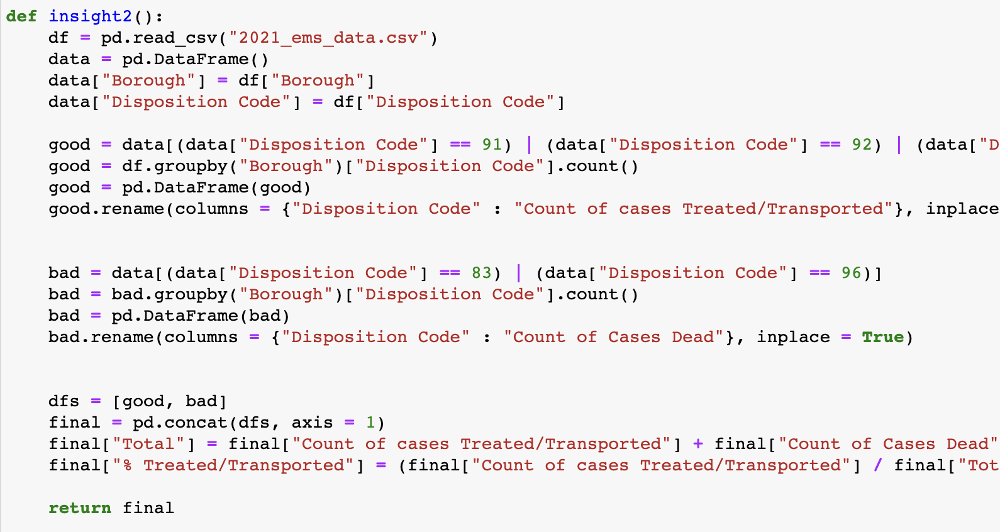 def insight2():
    df = pd.read_csv("2021_ems_data.csv")
    data = pd.DataFrame()
    data["Borough"] = df["Borough"]
    data["Disposition Code"] = df["Disposition Code"]

    good = data[(data["Disposition Code"] == 91) | (data["Disposition Code"] == 92) | (data["D
    good = df.groupby("Borough")["Disposition Code"].count()
    good = pd.DataFrame(good)
    good.rename(columns = {"Disposition Code" : "Count of cases Treated/Transported"}, inplace

    bad = data[(data["Disposition Code"] == 83) | (data["Disposition Code"] == 96)]
    bad = bad.groupby("Borough")["Disposition Code"].count()
    bad = pd.DataFrame(bad)
    bad.rename(columns = {"Disposition Code" : "Count of Cases Dead"}, inplace = True)

    dfs = [good, bad]
    final = pd.concat(dfs, axis = 1)
    final["Total"] = final["Count of cases Treated/Transported"] + final["Count of Cases Dead"
    final["% Treated/Transported"] = (final["Count of cases Treated/Transported"] / final["Tot

    return final